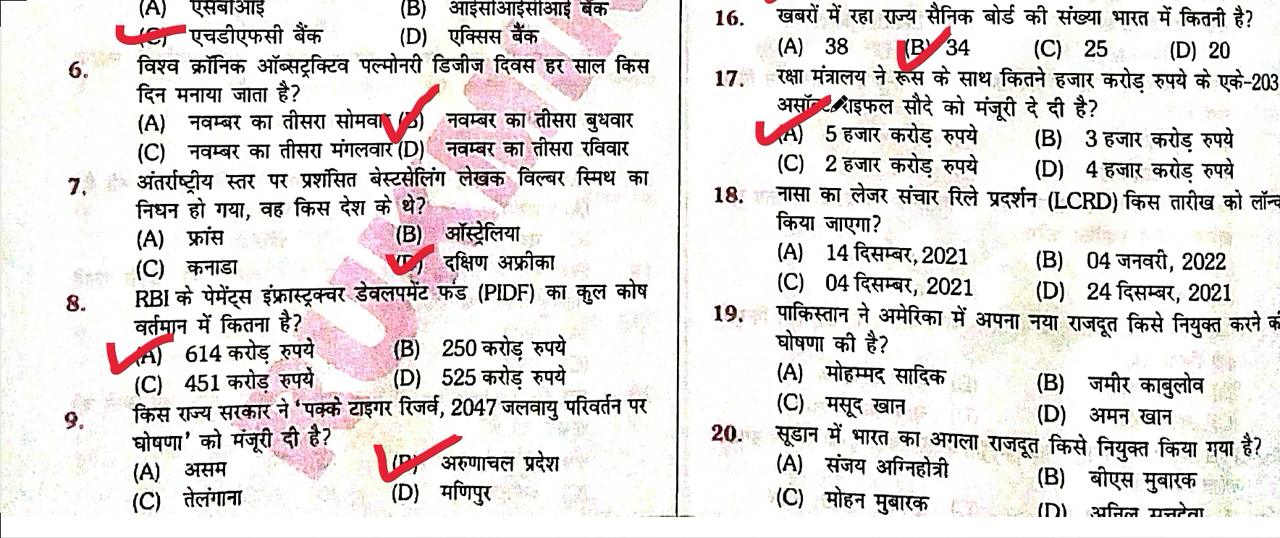 (A) एसबीआई (B) आईसीआईसीआई बैंक
(C) एचडीएफसी बैंक (D) एक्सिस बैंक
6. विश्व क्रॉनिक ऑब्सट्रक्टिव पल्मोनरी डिजीज दिवस हर साल किस
दिन मनाया जाता है?
(A) नवम्बर का तीसरा सोमवार (B) नवम्बर का तीसरा बुधवार
(C) नवम्बर का तीसरा मंगलवार (D) नवम्बर का तीसरा रविवार
7. अंतर्राष्ट्रीय स्तर पर प्रशंसित बेस्टसेलिंग लेखक विल्बर स्मिथ का
निधन हो गया, वह किस देश के थे?
(A) फ्रांस (B) ऑस्ट्रेलिया
(C) कनाडा (D) दक्षिण अफ्रीका
8. RBI के पेमेंट्स इंफ्रास्ट्रक्चर डेवलपमेंट फंड (PIDF) का कुल कोष
वर्तमान में कितना है?
(A) 614 करोड़ रुपये (B) 250 करोड़ रुपये
(C) 451 करोड़ रुपये (D) 525 करोड़ रुपये
9. किस राज्य सरकार ने 'पक्के टाइगर रिजर्व, 2047 जलवायु परिवर्तन पर
घोषणा' को मंजूरी दी है?
(A) असम (B) अरुणाचल प्रदेश
(C) तेलंगाना (D) मणिपुर
16. खबरों में रहा राज्य सैनिक बोर्ड की संख्या भारत में कितनी है?
(A) 38 (B) 34 (C) 25 (D) 20
17. रक्षा मंत्रालय ने रूस के साथ कितने हजार करोड़ रुपये के एके-203
असॉल्ट राइफल सौदे को मंजूरी दे दी है?
(A) 5 हजार करोड़ रुपये (B) 3 हजार करोड़ रुपये
(C) 2 हजार करोड़ रुपये (D) 4 हजार करोड़ रुपये
18. नासा का लेजर संचार रिले प्रदर्शन (LCRD) किस तारीख को लॉन्च
किया जाएगा?
(A) 14 दिसम्बर, 2021 (B) 04 जनवरी, 2022
(C) 04 दिसम्बर, 2021 (D) 24 दिसम्बर, 2021
19. पाकिस्तान ने अमेरिका में अपना नया राजदूत किसे नियुक्त करने की
घोषणा की है?
(A) मोहम्मद सादिक (B) जमीर काबुलोव
(C) मसूद खान (D) अमन खान
20. सूडान में भारत का अगला राजदूत किसे नियुक्त किया गया है?
(A) संजय अग्निहोत्री (B) बीएस मुबारक
(C) मोहन मुबारक (D) अनिल